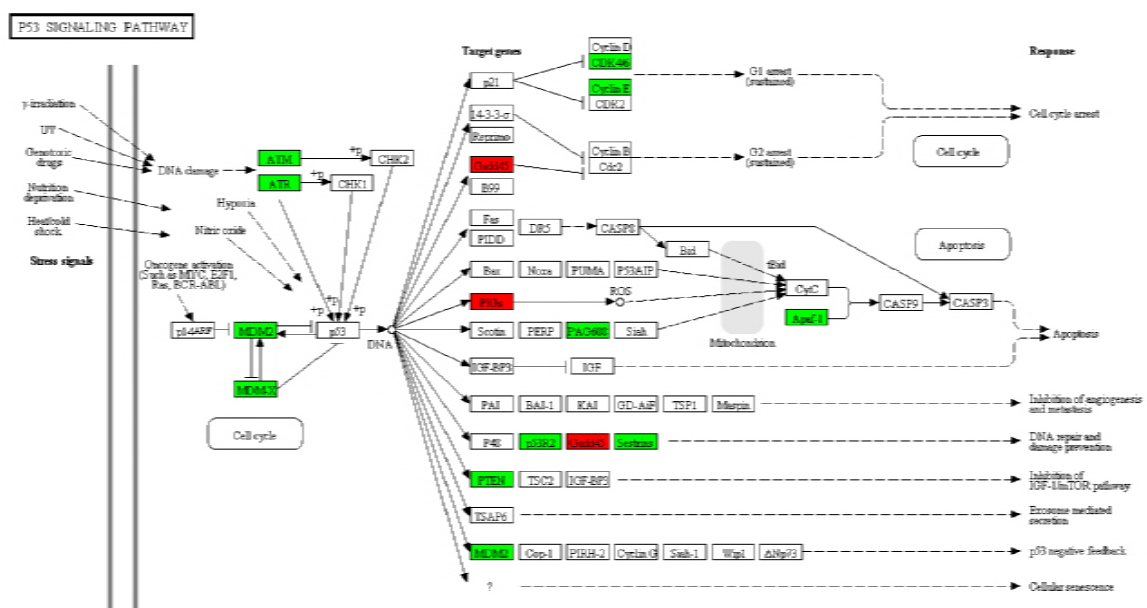 P53 SIGNALING PATHWAY
Target genes
Response
Cyclin D
CDK4/6
p21
Cyclin E
CDK2
G1 arrest
(sustained)
Cell cycle arrest
γ-irradiation
UV
Genotoxic
drugs
Nutrition
deprivation
Heat/cold
shock
Stress signals
DNA damage
ATM
ATR
+p
+p
CHK2
CHK1
14-3-3-σ
Reprimo
Gadd45
B99
Cyclin B
Cdc2
G2 arrest
(sustained)
Cell cycle
Hypoxia
Nitric oxide
Oncogene activation
(Such as MYC, E2F1,
Ras, BCR-ABL)
Fas
PIDD
DR5
CASP8
Bid
tBid
Apoptosis
Bax
Noxa
PUMA
P53AIP
PIGs
ROS
CytC
CASP9
CASP3
Apaf-1
Mitochondrion
Scotin
PERP
PAG608
Siah
Apoptosis
+p
+p
+p
p14ARF
MDM2
p53
DNA
MDM-X
Cell cycle
IGF-BP3
IGF
PAI
BAI-1
KAI
GD-AiF
TSP1
Maspin
Inhibition of angiogenesis
and metastasis
P48
p53R2
Gadd45
Sestrins
DNA repair and
damage prevention
PTEN
TSC2
IGF-BP3
Inhibition of
IGF-1/mTOR pathway
TSAP6
Exosome mediated
secretion
MDM2
Cop-1
PIRH-2
Cyclin G
Siah-1
Wip1
ΔNp73
p53 negative feedback
?
Cellular senescence